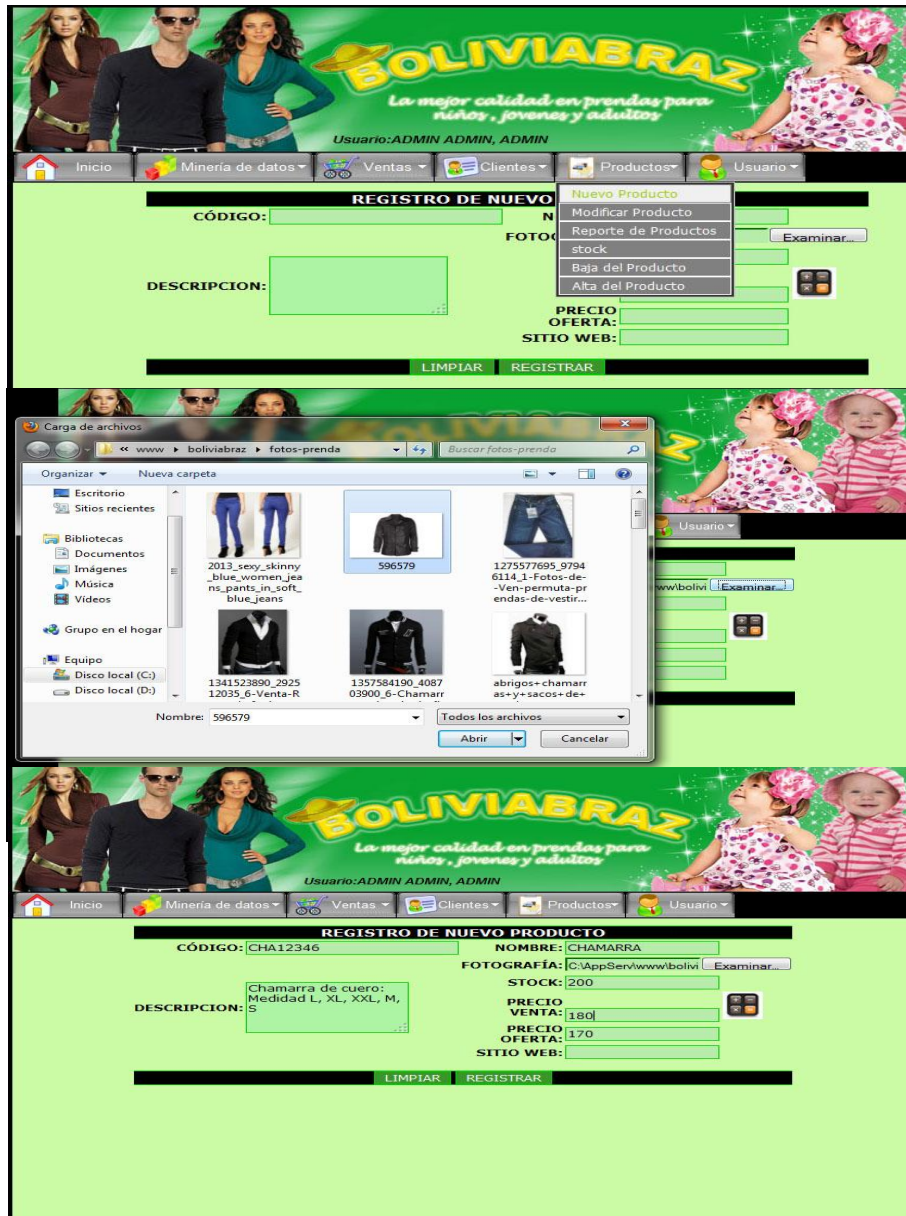 BOLIVIABRAZ
La mejor calidad en prendas para
niños, jovenes y adultos
Usuario:ADMIN ADMIN, ADMIN
Inicio Minería de datos Ventas Clientes Productos Usuario
REGISTRO DE NUEVO
Nuevo Producto
Modificar Producto
Reporte de Productos
stock
Baja del Producto
Alta del Producto
CÓDIGO: N
FOTO Examinar...
DESCRIPCION:
PRECIO
OFERTA:
SITIO WEB:
LIMPIAR REGISTRAR
Carga de archivos
« www boliviabraz fotos-prenda Buscar fotos-prenda
Organizar Nueva carpeta
Escritorio
Sitios recientes
Bibliotecas
Documentos
Imágenes
Música
Vídeos
Grupo en el hogar
Equipo
Disco local (C:)
Disco local (D:)
2013_sexy_skinny
_blue_women_jea
ns_pants_in_soft_
blue_jeans
596579
1275577695_9794
6114_1-Fotos-de-
-Ven-permuta-pr
endas-de-vestir...
1341523890_2925
12035_6-Venta-R
1357584190_4087
03900_6-Chamarr
abrigos+chamarr
as+y+sacos+de+
Nombre: 596579 Todos los archivos
Abrir Cancelar
Usuario
ww\bolivi Examinar...
BOLIVIABRAZ
La mejor calidad en prendas para
niños, jovenes y adultos
Usuario:ADMIN ADMIN, ADMIN
Inicio Minería de datos Ventas Clientes Productos Usuario
REGISTRO DE NUEVO PRODUCTO
CÓDIGO: CHA12346 NOMBRE: CHAMARRA
FOTOGRAFÍA: C:\AppServ\www\bolivi Examinar...
STOCK: 200
DESCRIPCION: Chamarra de cuero:
Medidad L, XL, XXL, M,
S
PRECIO
VENTA: 180
PRECIO
OFERTA: 170
SITIO WEB:
LIMPIAR REGISTRAR